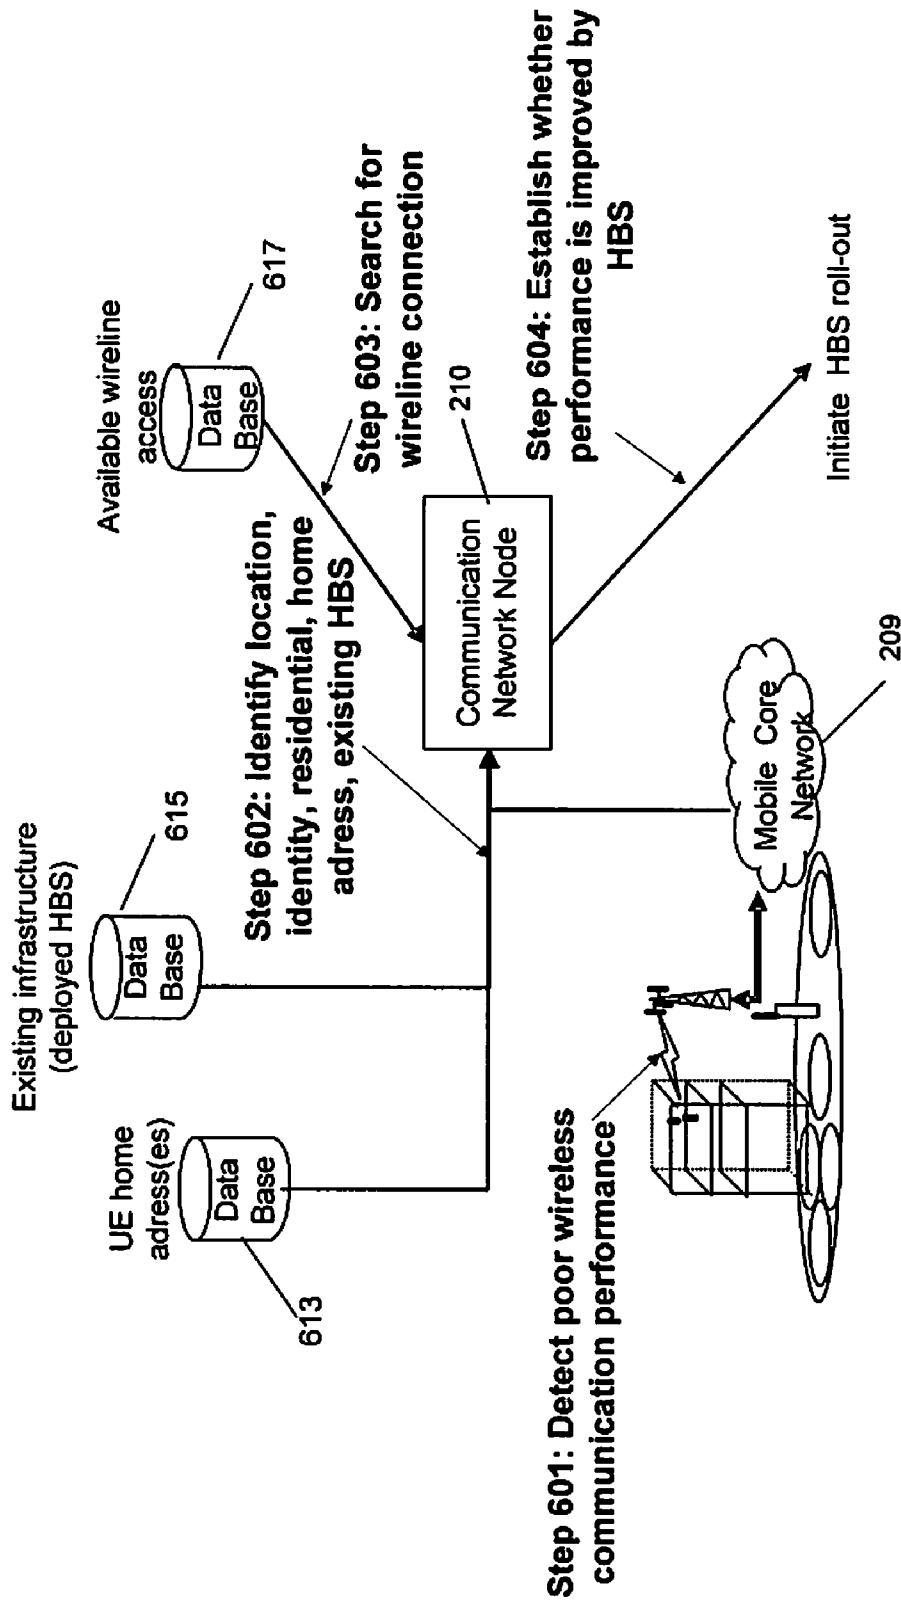 UE home
adress(es)
Data
Base
613
Existing infrastructure
(deployed HBS)
Data
Base
615
Available wireline
access
Data
Base
617
Step 602: Identify location,
identity, residential, home
adress, existing HBS
Step 603: Search for
wireline connection
210
Communication
Network Node
Step 604: Establish whether
performance is improved by
HBS
Initiate HBS roll-out
Step 601: Detect poor wireless
communication performance
Mobile Core
Network
209